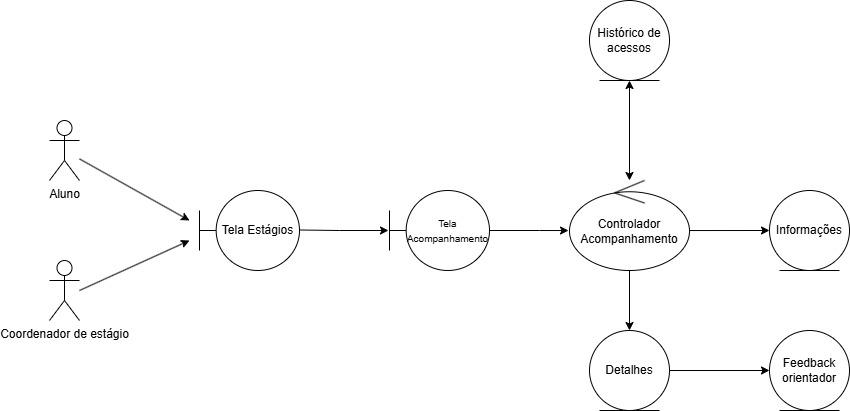 Histórico de
acessos
Aluno
Tela Estágios
Tela
Acompanhamento
Controlador
Acompanhamento
Informações
Coordenador de estágio
Detalhes
Feedback
orientador